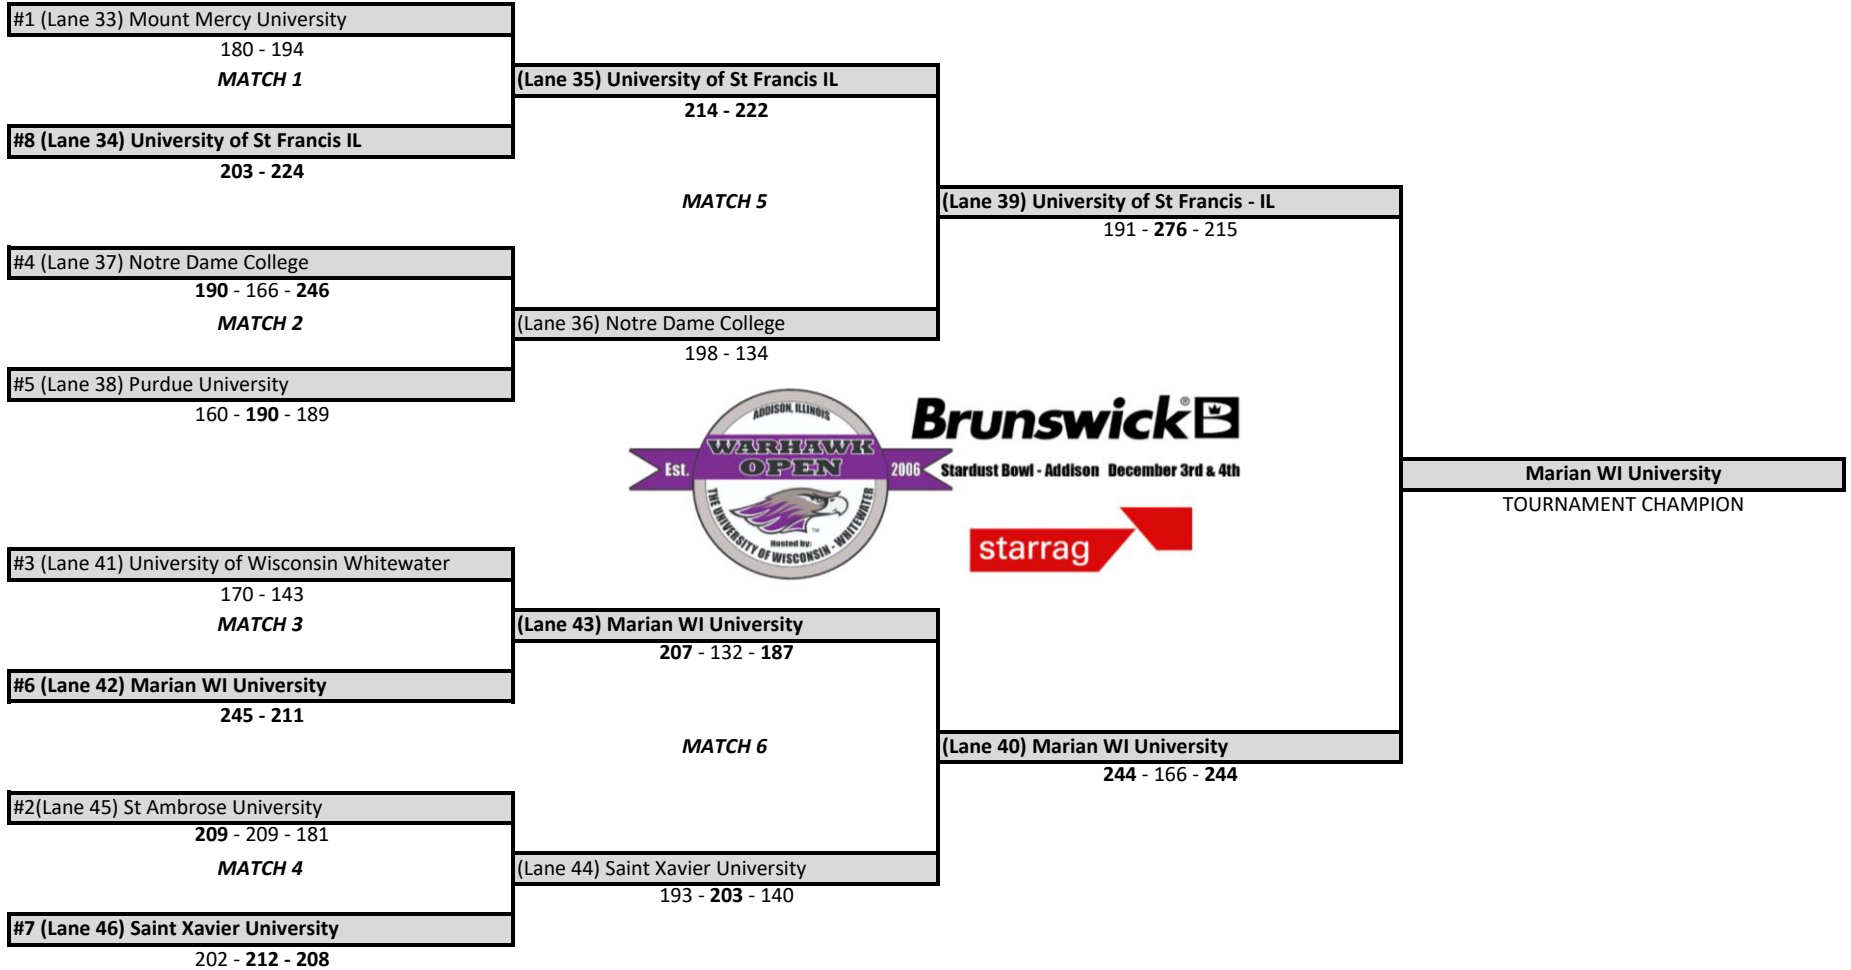 #1 (Lane 33) Mount Mercy University
180 - 194
MATCH 1
(Lane 35) University of St Francis IL
214 - 222
#8 (Lane 34) University of St Francis IL
203 - 224
MATCH 5
(Lane 39) University of St Francis - IL
191 - 276 - 215
#4 (Lane 37) Notre Dame College
190 - 166 - 246
MATCH 2
(Lane 36) Notre Dame College
198 - 134
#5 (Lane 38) Purdue University
160 - 190 - 189
ADDISON, ILLINOIS
WARHAWK
OPEN
Est.
2006
THE UNIVERSITY OF WISCONSIN - WHITEWATER
Hosted by:
TM
Brunswick®
Stardust Bowl - Addison December 3rd & 4th
starrag
Marian WI University
TOURNAMENT CHAMPION
#3 (Lane 41) University of Wisconsin Whitewater
170 - 143
MATCH 3
(Lane 43) Marian WI University
207 - 132 - 187
#6 (Lane 42) Marian WI University
245 - 211
MATCH 6
(Lane 40) Marian WI University
244 - 166 - 244
#2(Lane 45) St Ambrose University
209 - 209 - 181
MATCH 4
(Lane 44) Saint Xavier University
193 - 203 - 140
#7 (Lane 46) Saint Xavier University
202 - 212 - 208